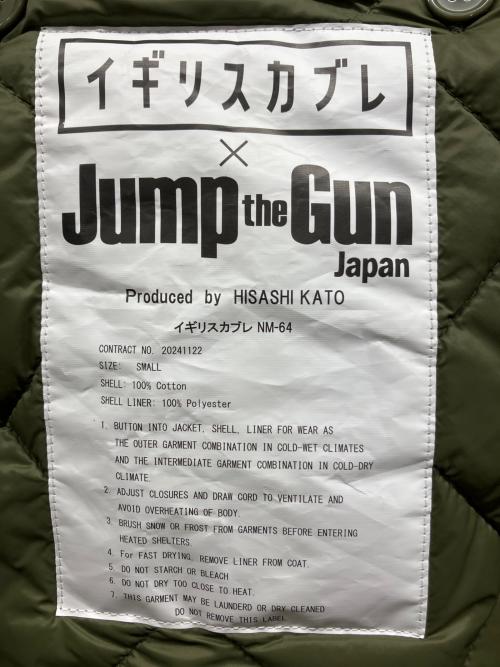 イギリスカブレ
×
Jump the Gun
Japan
Produced by HISASHI KATO
イギリスカブレ NM-64
CONTRACT NO. 20241122
SIZE: SMALL
SHELL: 100% Cotton
SHELL LINER: 100% Polyester
1. BUTTON INTO JACKET, SHELL, LINER FOR WEAR AS
THE OUTER GARMENT COMBINATION IN COLD-WET CLIMATES
AND THE INTERMEDIATE GARMENT COMBINATION IN COLD-DRY
CLIMATE.
2. ADJUST CLOSURES AND DRAW CORD TO VENTILATE AND
AVOID OVERHEATING OF BODY.
3. BRUSH SNOW OR FROST FROM GARMENTS BEFORE ENTERING
HEATED SHELTERS.
4. For FAST DRYING, REMOVE LINER FROM COAT.
5. DO NOT STARCH OR BLEACH
6. DO NOT DRY TOO CLOSE TO HEAT.
7. THIS GARMENT MAY BE LAUNDERD OR DRY CLEANED
DO NOT REMOVE THIS LABEL